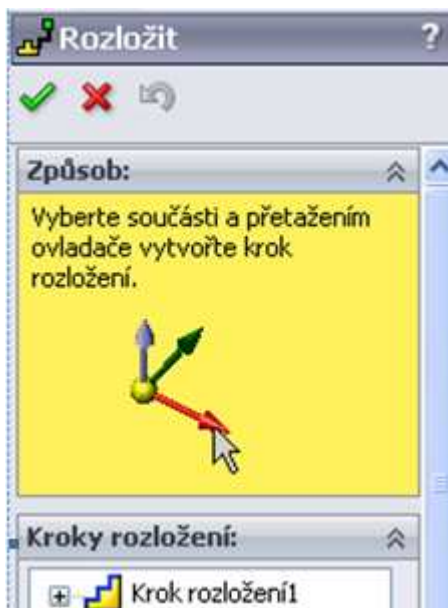 Rozložit ?
Způsob:
Vyberte součásti a přetažením
ovladače vytvořte krok
rozložení.
Kroky rozložení:
Krok rozložení1